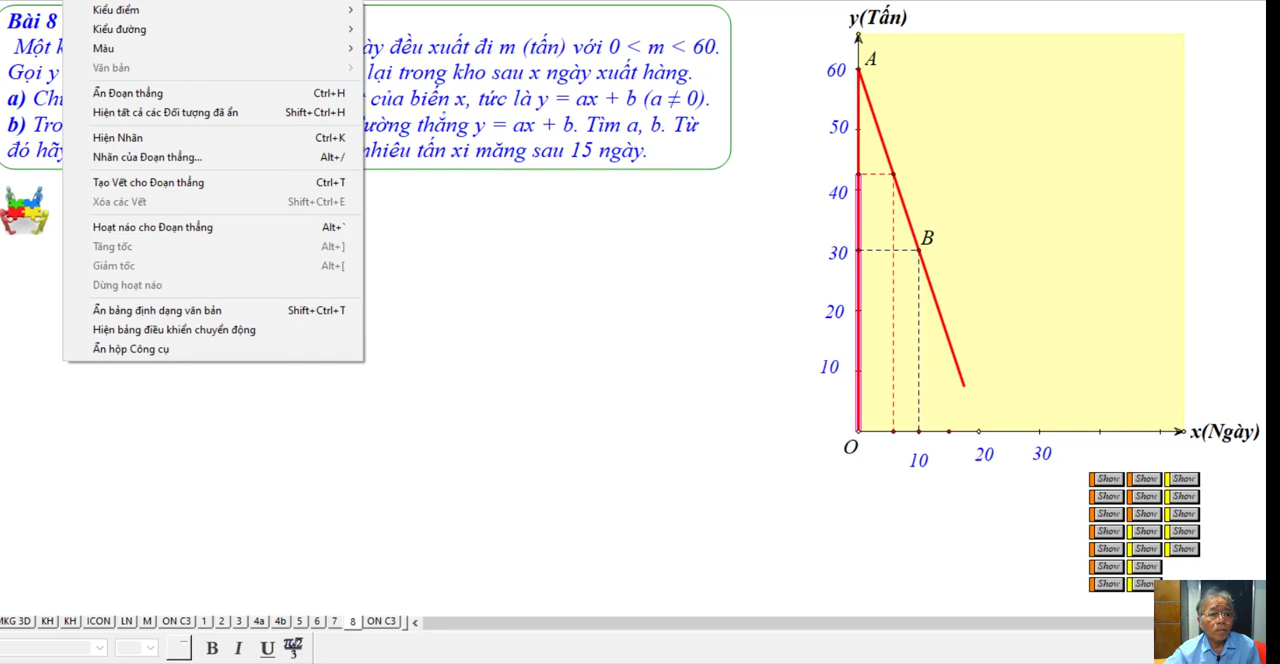 Bài 8
Một k
ày đều xuất đi m (tấn) với 0 < m < 60.
Gọi y
lại trong kho sau x ngày xuất hàng.
a) Ch
của biến x, tức là y = ax + b (a ≠ 0).
b) Tro
ường thẳng y = ax + b. Tìm a, b. Từ
đó hãy
nhiêu tấn xi măng sau 15 ngày.
Kiểu điểm
Kiểu đường
Màu
Văn bản
Ẩn Đoạn thẳng Ctrl+H
Hiện tất cả các Đối tượng đã ẩn Shift+Ctrl+H
Hiện Nhãn Ctrl+K
Nhãn của Đoạn thẳng... Alt+/
Tạo Vết cho Đoạn thẳng Ctrl+T
Xóa các Vết Shift+Ctrl+E
Hoạt náo cho Đoạn thẳng Alt+`
Tăng tốc Alt+]
Giảm tốc Alt+[
Dừng hoạt náo
Ẩn bảng định dạng văn bản Shift+Ctrl+T
Hiện bảng điều khiển chuyển động
Ẩn hộp Công cụ
y(Tấn)
A
60
50
40
B
30
20
10
x(Ngày)
O
10 20 30
Show Show Show
Show Show Show
Show Show Show
Show Show Show
Show Show Show
Show Show
Show Show
MKG 3D KH KH ICON LN M ON C3 1 2 3 4a 4b 5 6 7 8 ON C3 3 <
B I U